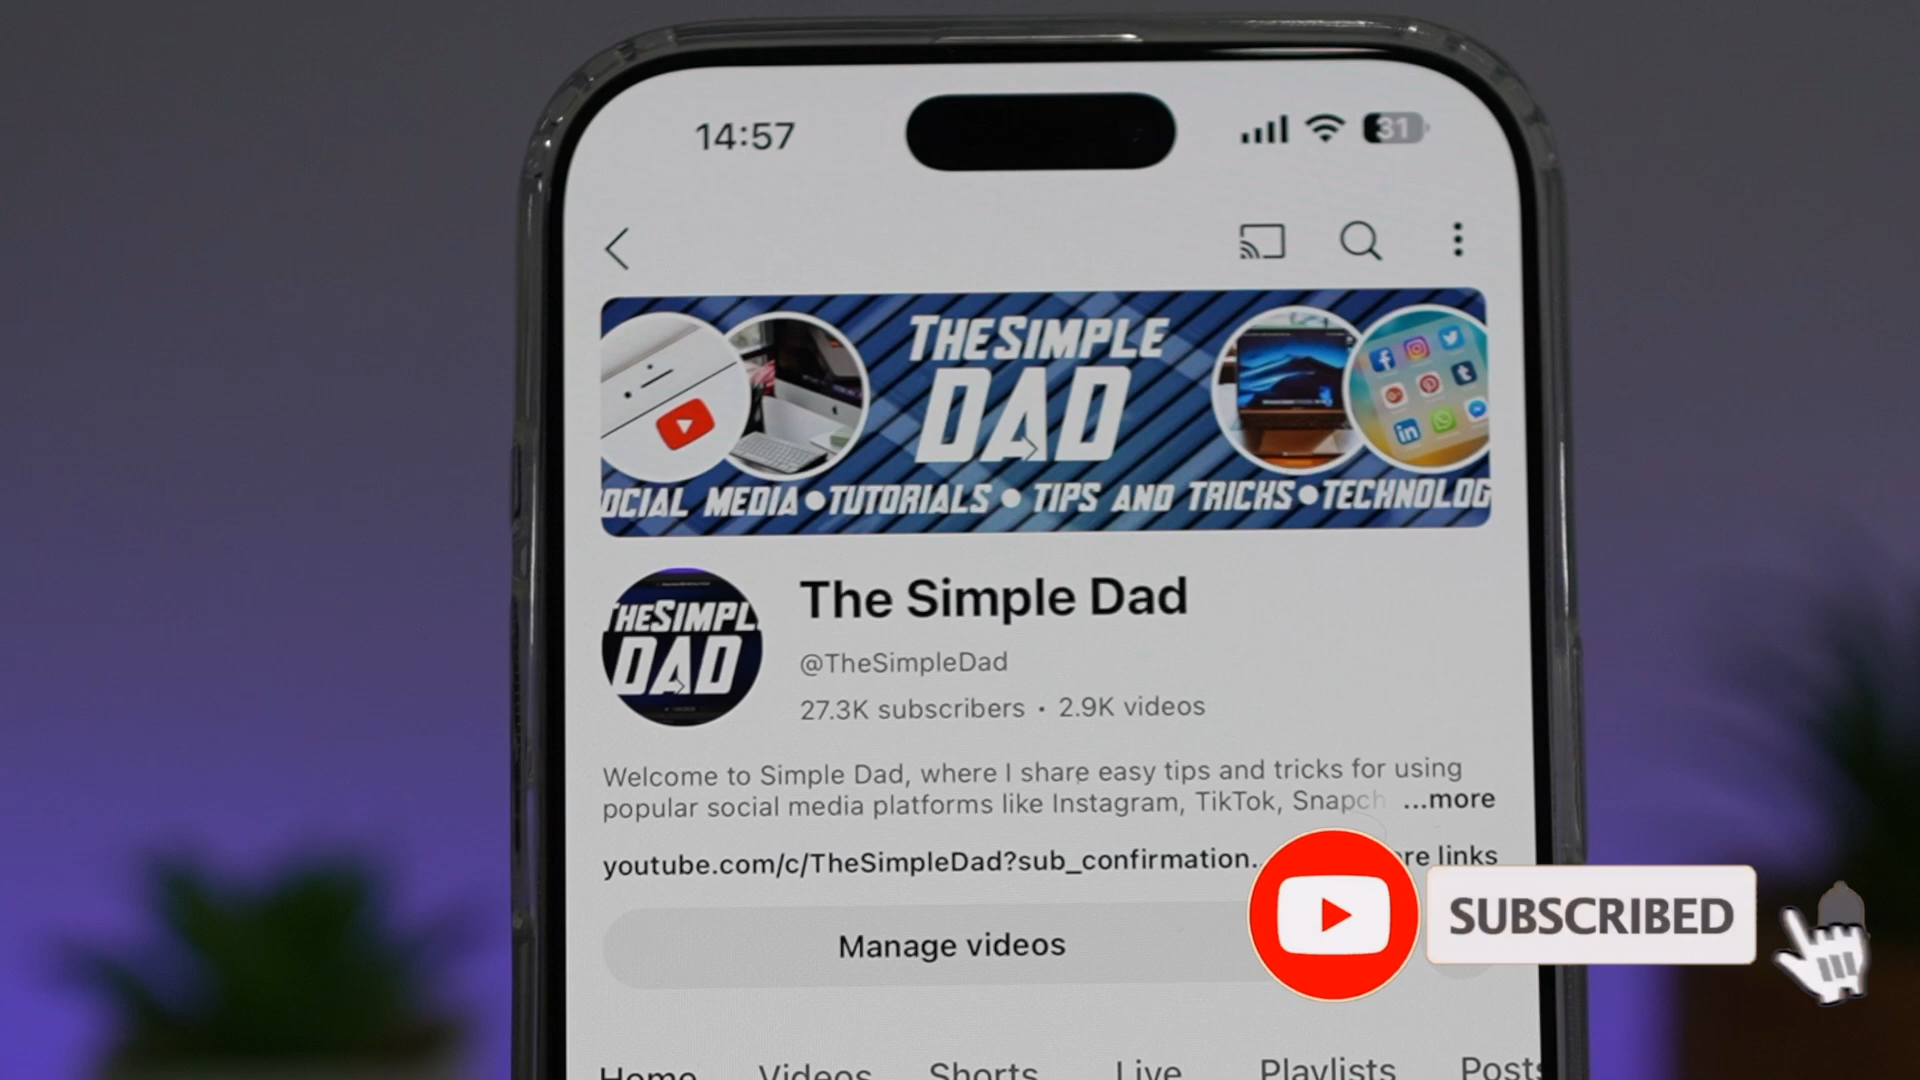 14:57
31
THESIMPLE
DAD
OCIAL MEDIA●TUTORIALS ● TIPS AND TRICKS●TECHNOLOG
THESIMPL
DAD
The Simple Dad
@TheSimpleDad
27.3K subscribers · 2.9K videos
Welcome to Simple Dad, where I share easy tips and tricks for using
popular social media platforms like Instagram, TikTok, Snapch ...more
youtube.com/c/TheSimpleDad?sub_confirmation... re links
SUBSCRIBED
Manage videos
Home Videos Shorts Live Playlists Posts